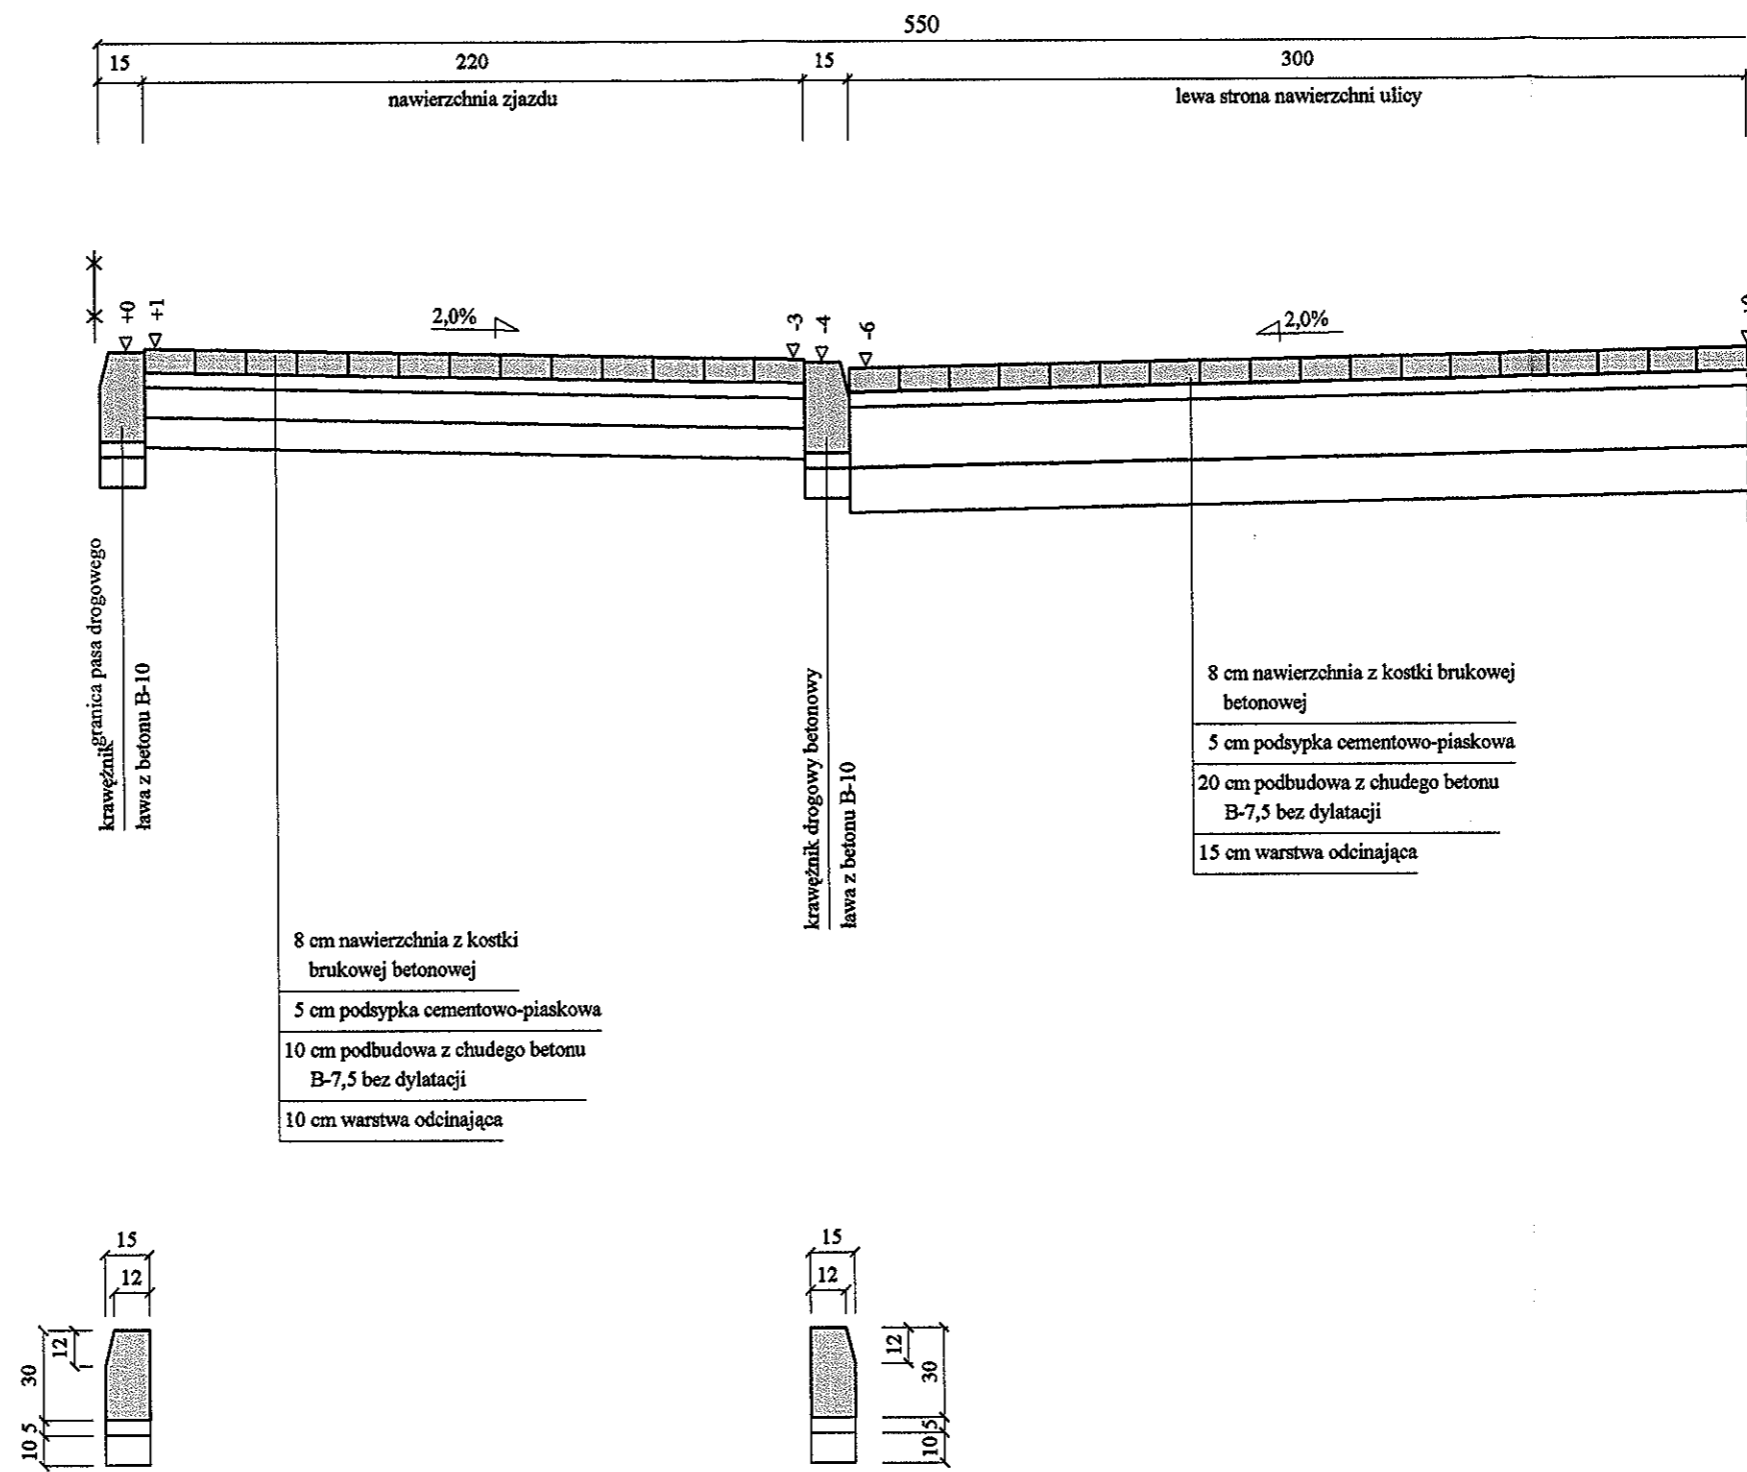 550
15
220
15
300
nawierzchnia zjazdu
lewa strona nawierzchni ulicy
+0
+1
2,0%
-3
-4
-6
2,0%
granica pasa drogowego
krawężnik
ława z betonu B-10
krawężnik drogowy betonowy
ława z betonu B-10
8 cm nawierzchnia z kostki brukowej
betonowej
5 cm podsypka cementowo-piaskowa
20 cm podbudowa z chudego betonu
B-7,5 bez dylatacji
15 cm warstwa odcinająca
8 cm nawierzchnia z kostki
brukowej betonowej
5 cm podsypka cementowo-piaskowa
10 cm podbudowa z chudego betonu
B-7,5 bez dylatacji
10 cm warstwa odcinająca
15
12
12
30
5
10
15
12
12
30
5
10